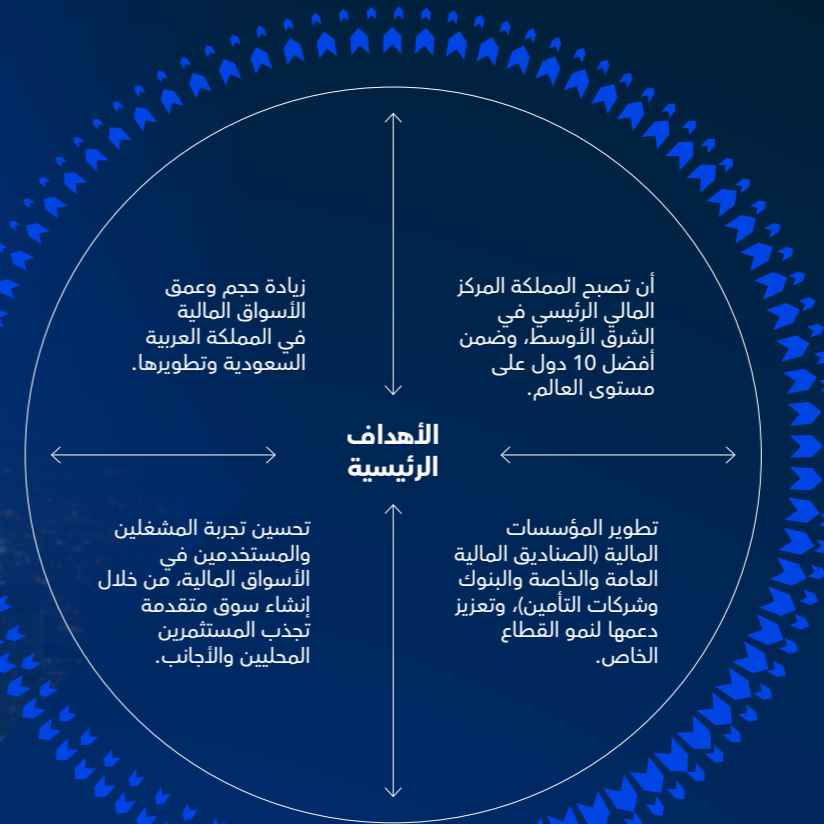 أن تصبح المملكة المركز
المالي الرئيسي في
الشرق الأوسط، وضمن
أفضل 10 دول على
مستوى العالم.
زيادة حجم وعمق
الأسواق المالية
في المملكة العربية
السعودية وتطويرها.
الأهداف
الرئيسية
تطوير المؤسسات
المالية (الصناديق المالية
العامة والخاصة والبنوك
وشركات التأمين)، وتعزيز
دعمها لنمو القطاع
الخاص.
تحسين تجربة المشغلين
والمستخدمين في
الأسواق المالية، من خلال
إنشاء سوق متقدمة
تجذب المستثمرين
المحليين والأجانب.